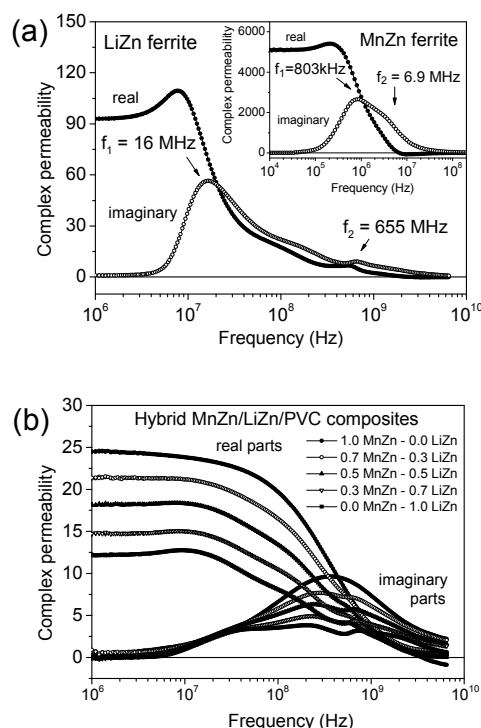 (a)
LiZn ferrite
MnZn ferrite
real
f1 = 16 MHz
imaginary
f2 = 655 MHz
Complex permeability
150
120
90
60
30
0
10^6 10^7 10^8 10^9 10^10
Frequency (Hz)
Complex permeability
6000
4000
2000
0
f1=803kHz
f2 = 6.9 MHz
imaginary
10^4 10^5 10^6 10^7 10^8
Frequency (Hz)
(b)
Hybrid MnZn/LiZn/PVC composites
real parts
1.0 MnZn - 0.0 LiZn
0.7 MnZn - 0.3 LiZn
0.5 MnZn - 0.5 LiZn
0.3 MnZn - 0.7 LiZn
0.0 MnZn - 1.0 LiZn
imaginary
parts
Complex permeability
30
25
20
15
10
5
0
10^6 10^7 10^8 10^9 10^10
Frequency (Hz)